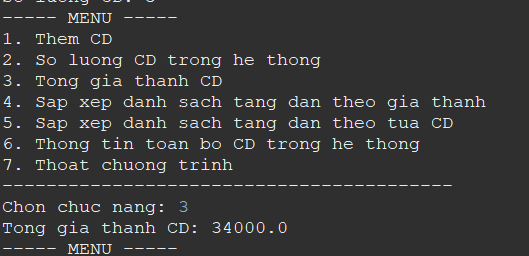 So luong CD:
----- MENU -----
1. Them CD
2. So luong CD trong he thong
3. Tong gia thanh CD
4. Sap xep danh sach tang dan theo gia thanh
5. Sap xep danh sach tang dan theo tua CD
6. Thong tin toan bo CD trong he thong
7. Thoat chuong trinh
-----------------------------------------
Chon chuc nang: 3
Tong gia thanh CD: 34000.0
----- MENU -----